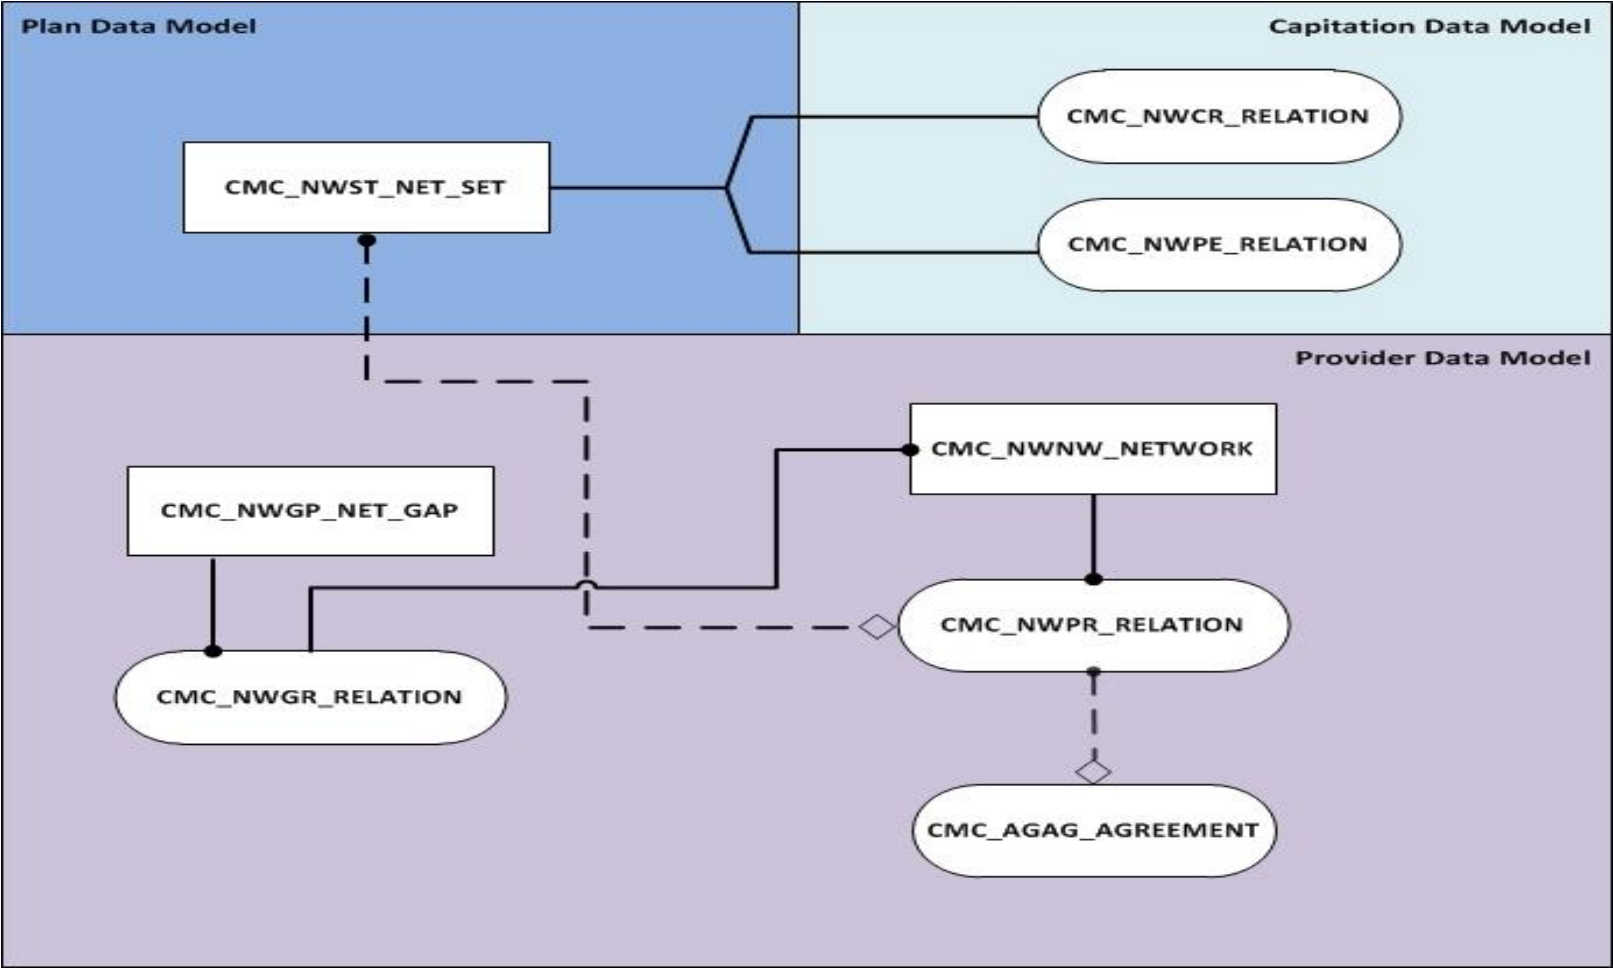 Plan Data Model
Capitation Data Model
CMC_NWCR_RELATION
CMC_NWST_NET_SET
CMC_NWPE_RELATION
Provider Data Model
CMC_NWNW_NETWORK
CMC_NWGP_NET_GAP
CMC_NWPR_RELATION
CMC_NWGR_RELATION
CMC_AGAG_AGREEMENT